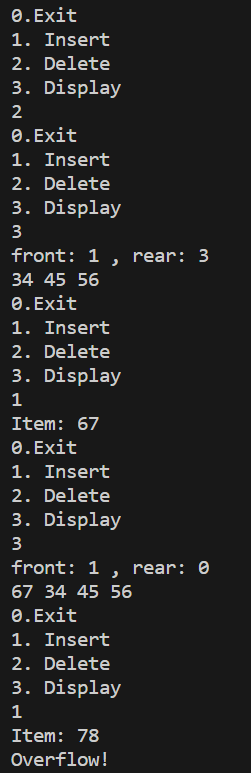 0.Exit
1. Insert
2. Delete
3. Display
2
0.Exit
1. Insert
2. Delete
3. Display
3
front: 1 , rear: 3
34 45 56
0.Exit
1. Insert
2. Delete
3. Display
1
Item: 67
0.Exit
1. Insert
2. Delete
3. Display
3
front: 1 , rear: 0
67 34 45 56
0.Exit
1. Insert
2. Delete
3. Display
1
Item: 78
Overflow!